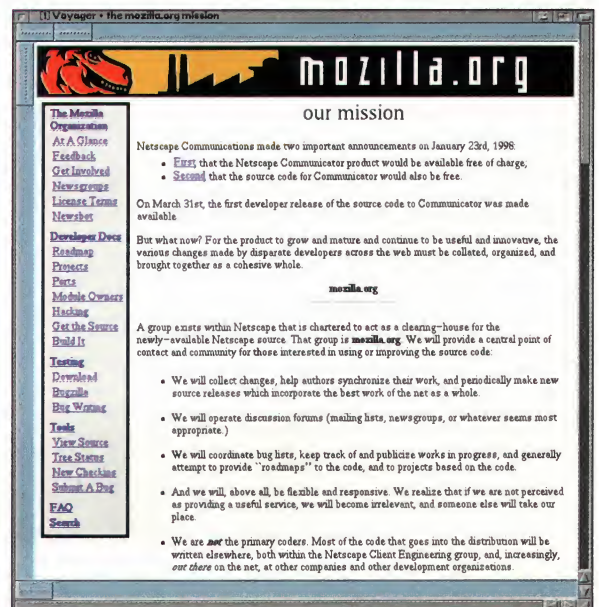 [1] Voyager • the mozilla.org mission
mozilla.org
The Mozilla
Organization
At A Glance
Feedback
Get Involved
Newsgroups
License Terms
Newsbot
Developer Docs
Roadmap
Projects
Ports
Module Owners
Hacking
Get the Source
Build It
Testing
Download
Bugzilla
Bug Writing
Tools
View Source
Tree Status
New Checkins
Submit A Bug
FAQ
Search
our mission
Netscape Communications made two important announcements on January 23rd, 1998:
• First, that the Netscape Communicator product would be available free of charge;
• Second, that the source code for Communicator would also be free.
On March 31st, the first developer release of the source code to Communicator was made
available.
But what now? For the product to grow and mature and continue to be useful and innovative, the
various changes made by disparate developers across the web must be collated, organized, and
brought together as a cohesive whole.
mozilla.org
A group exists within Netscape that is chartered to act as a clearing-house for the
newly-available Netscape source. That group is mozilla.org. We will provide a central point of
contact and community for those interested in using or improving the source code:
• We will collect changes, help authors synchronize their work, and periodically make new
source releases which incorporate the best work of the net as a whole.
• We will operate discussion forums (mailing lists, newsgroups, or whatever seems most
appropriate.)
• We will coordinate bug lists, keep track of and publicize works in progress, and generally
attempt to provide ``roadmaps'' to the code, and to projects based on the code.
• And we will, above all, be flexible and responsive. We realize that if we are not perceived
as providing a useful service, we will become irrelevant, and someone else will take our
place.
• We are not the primary coders. Most of the code that goes into the distribution will be
written elsewhere, both within the Netscape Client Engineering group, and, increasingly,
out there on the net, at other companies and other development organizations.